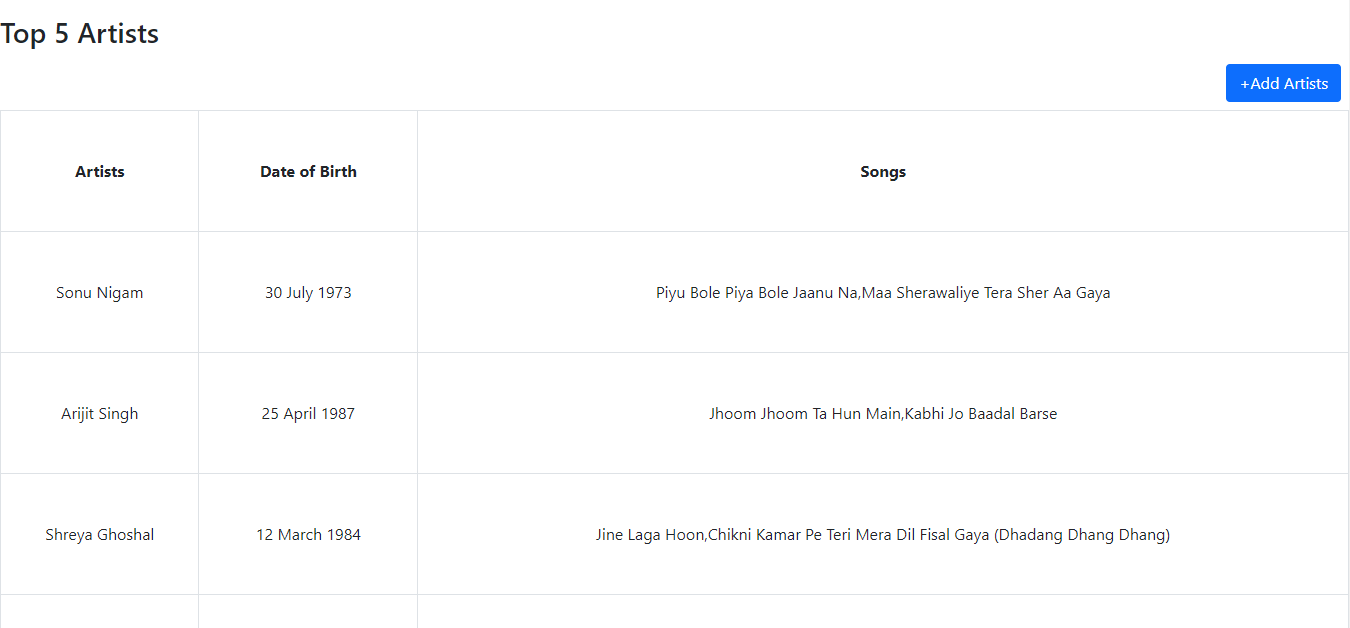 Top 5 Artists
+Add Artists
Artists Date of Birth Songs
Sonu Nigam 30 July 1973 Piyu Bole Piya Bole Jaanu Na,Maa Sherawaliye Tera Sher Aa Gaya
Arijit Singh 25 April 1987 Jhoom Jhoom Ta Hun Main,Kabhi Jo Baadal Barse
Shreya Ghoshal 12 March 1984 Jine Laga Hoon,Chikni Kamar Pe Teri Mera Dil Fisal Gaya (Dhadang Dhang Dhang)